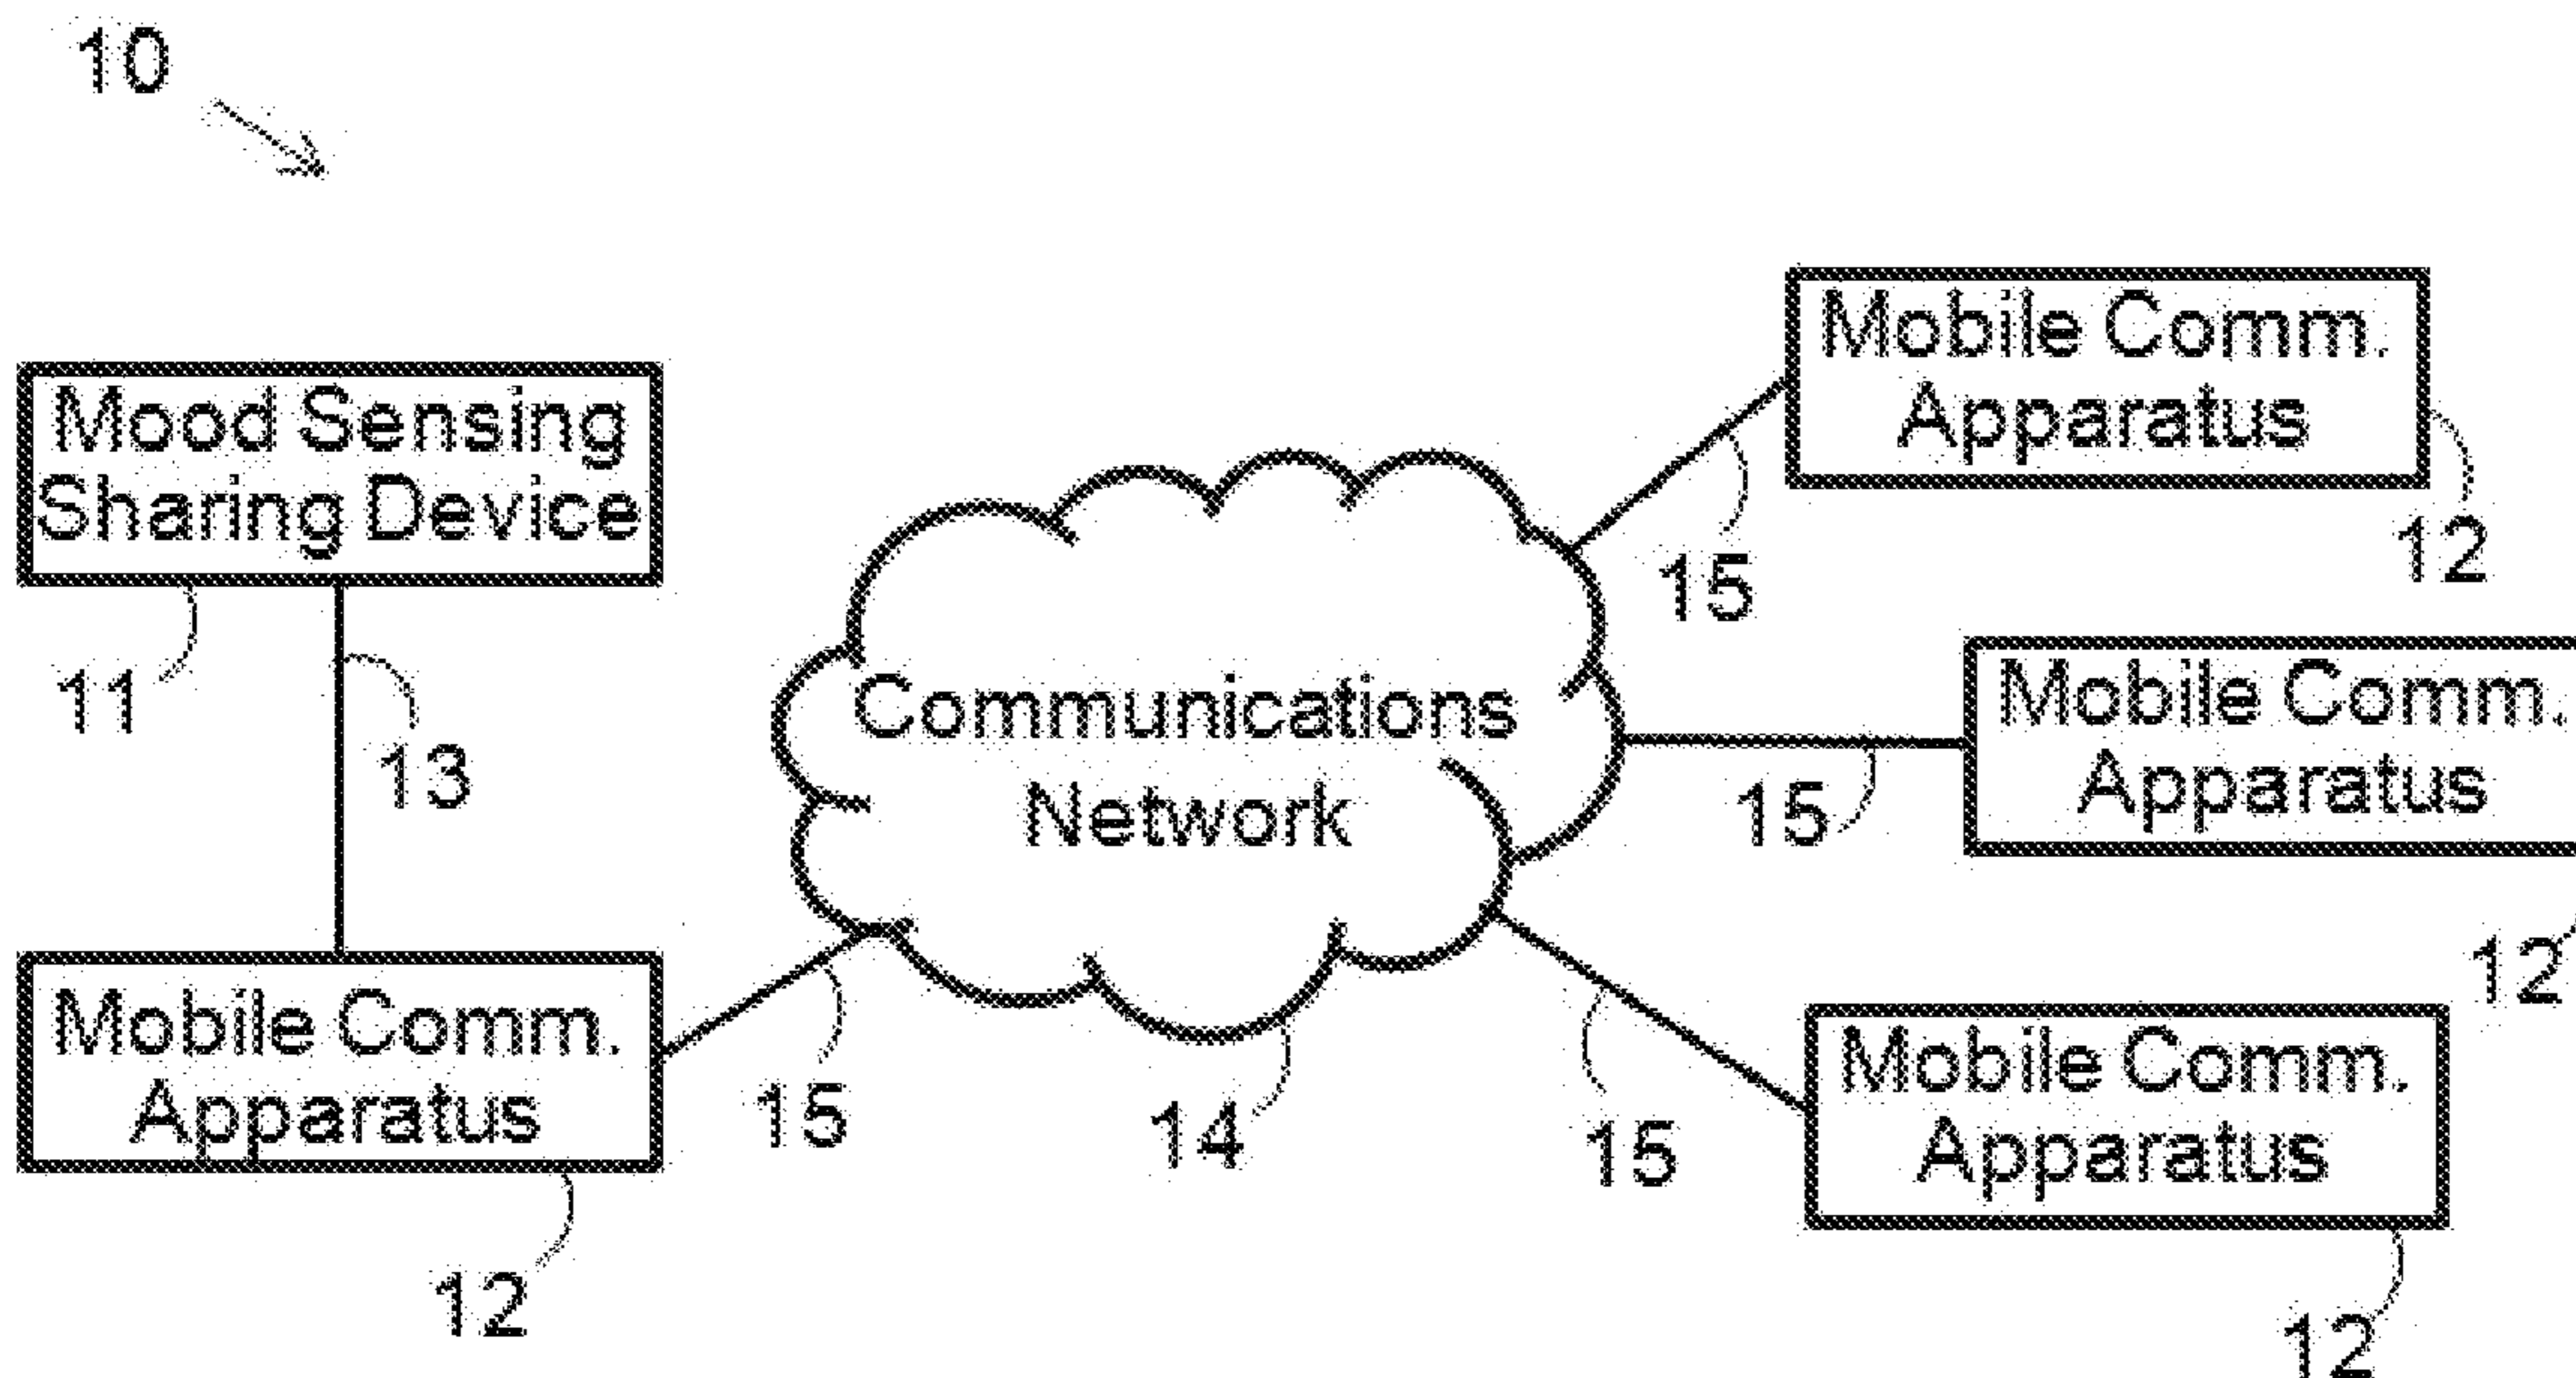 10
Mood Sensing
Sharing Device
11
13
Mobile Comm.
Apparatus
12
15
Communications
Network
14
Mobile Comm.
Apparatus
12
15
Mobile Comm.
Apparatus
12
15
Mobile Comm.
Apparatus
12
15